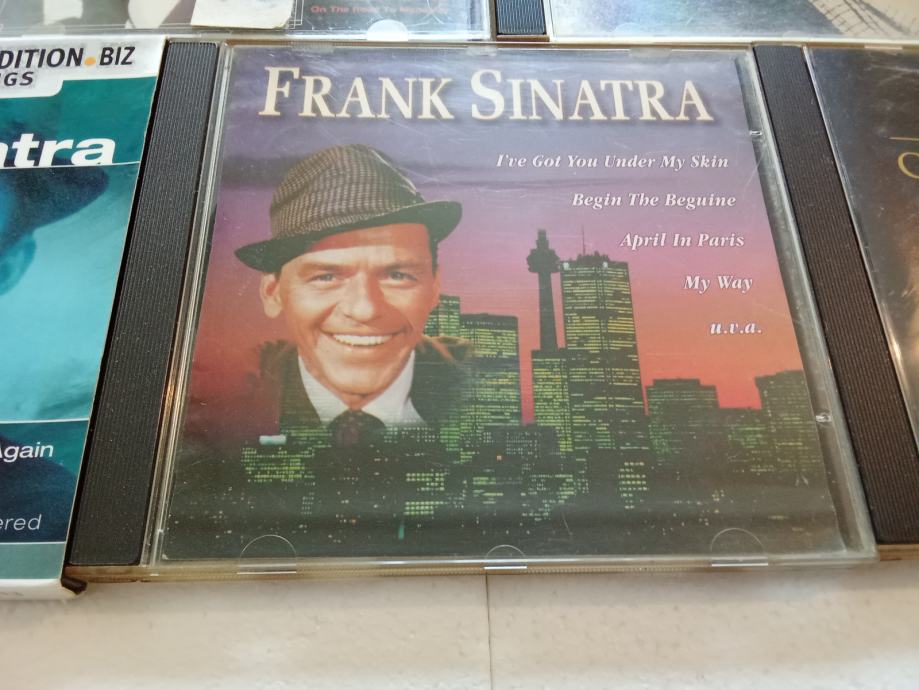 On The Road To Mandalay
DITION.BIZ
NGS
atra
Again
ered
FRANK SINATRA
I've Got You Under My Skin
Begin The Beguine
April In Paris
My Way
u.v.a.